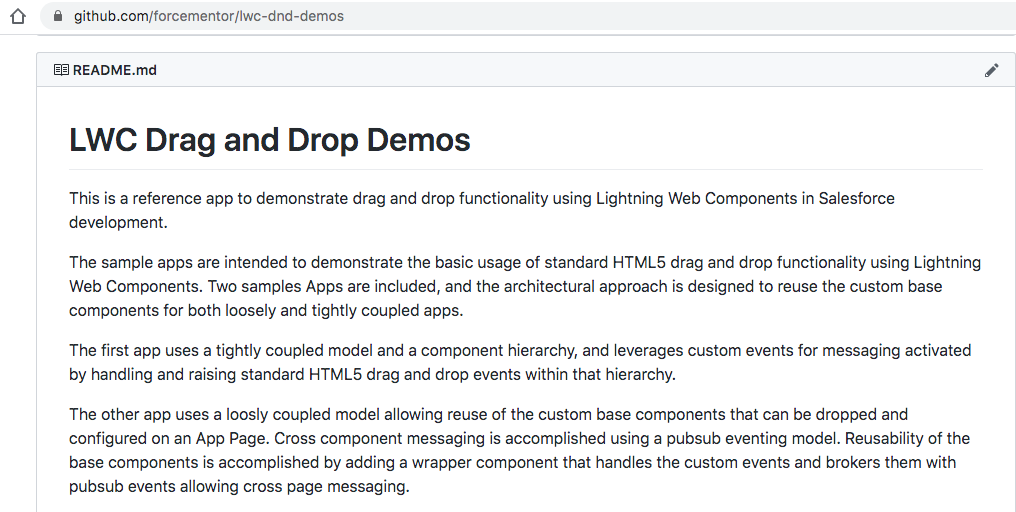 github.com/forcementor/lwc-dnd-demos
README.md
LWC Drag and Drop Demos
This is a reference app to demonstrate drag and drop functionality using Lightning Web Components in Salesforce
development.
The sample apps are intended to demonstrate the basic usage of standard HTML5 drag and drop functionality using Lightning
Web Components. Two samples Apps are included, and the architectural approach is designed to reuse the custom base
components for both loosely and tightly coupled apps.
The first app uses a tightly coupled model and a component hierarchy, and leverages custom events for messaging activated
by handling and raising standard HTML5 drag and drop events within that hierarchy.
The other app uses a loosly coupled model allowing reuse of the custom base components that can be dropped and
configured on an App Page. Cross component messaging is accomplished using a pubsub eventing model. Reusability of the
base components is accomplished by adding a wrapper component that handles the custom events and brokers them with
pubsub events allowing cross page messaging.